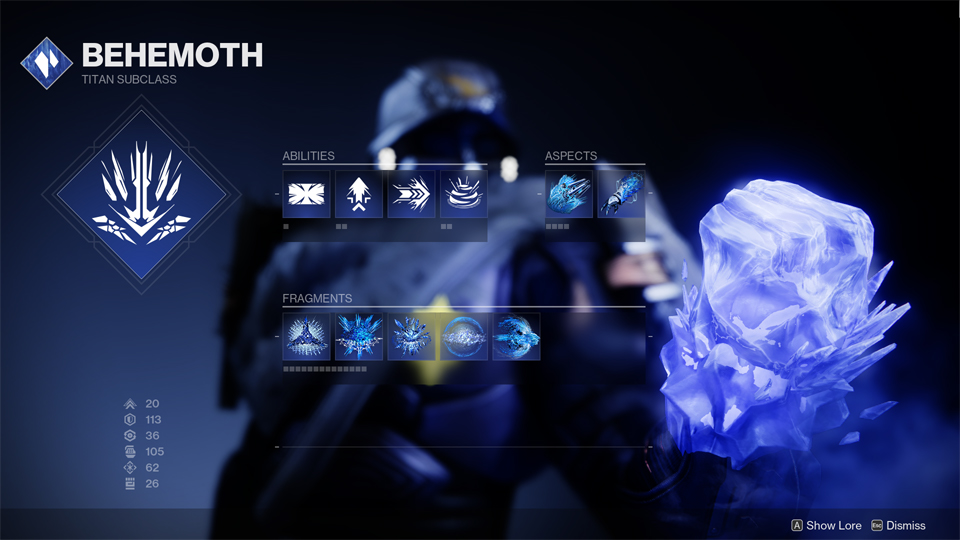 BEHEMOTH
TITAN SUBCLASS
ABILITIES
ASPECTS
FRAGMENTS
20
113
36
105
62
26
A Show Lore Esc Dismiss